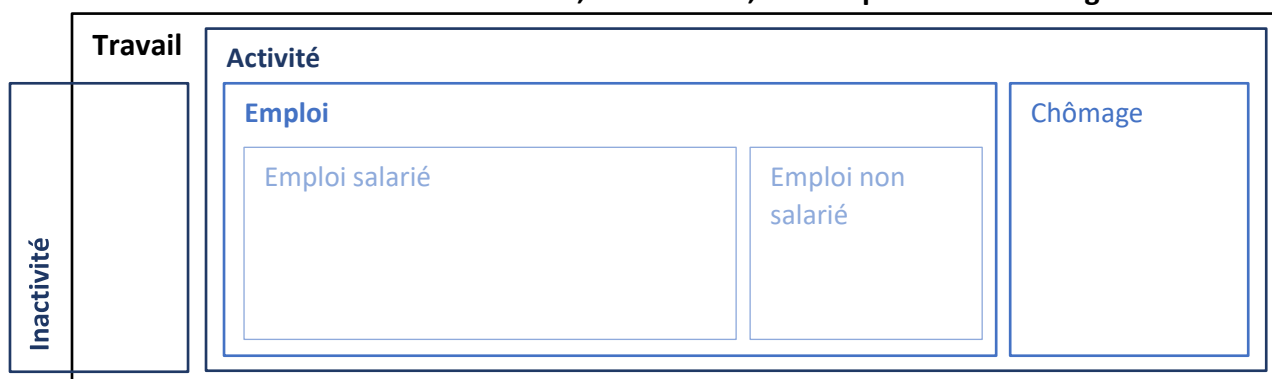 Travail
Activité
Emploi
Chômage
Emploi salarié
Emploi non
salarié
Inactivité